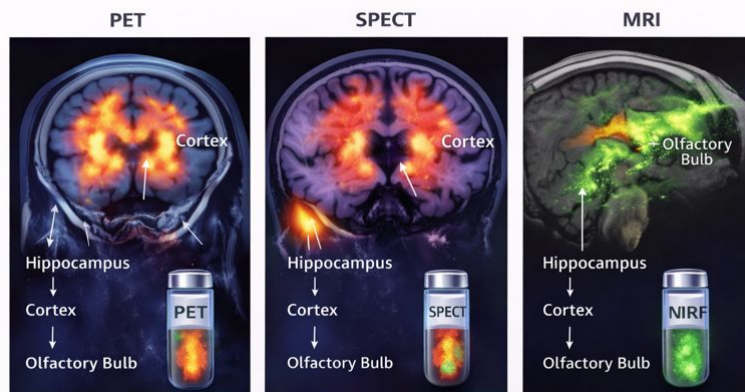 PET
SPECT
MRI
Cortex
Hippocampus
Cortex
Olfactory Bulb
PET
Cortex
Hippocampus
Cortex
Olfactory Bulb
SPECT
Olfactory
Bulb
Hippocampus
Cortex
Olfactory Bulb
NIRF